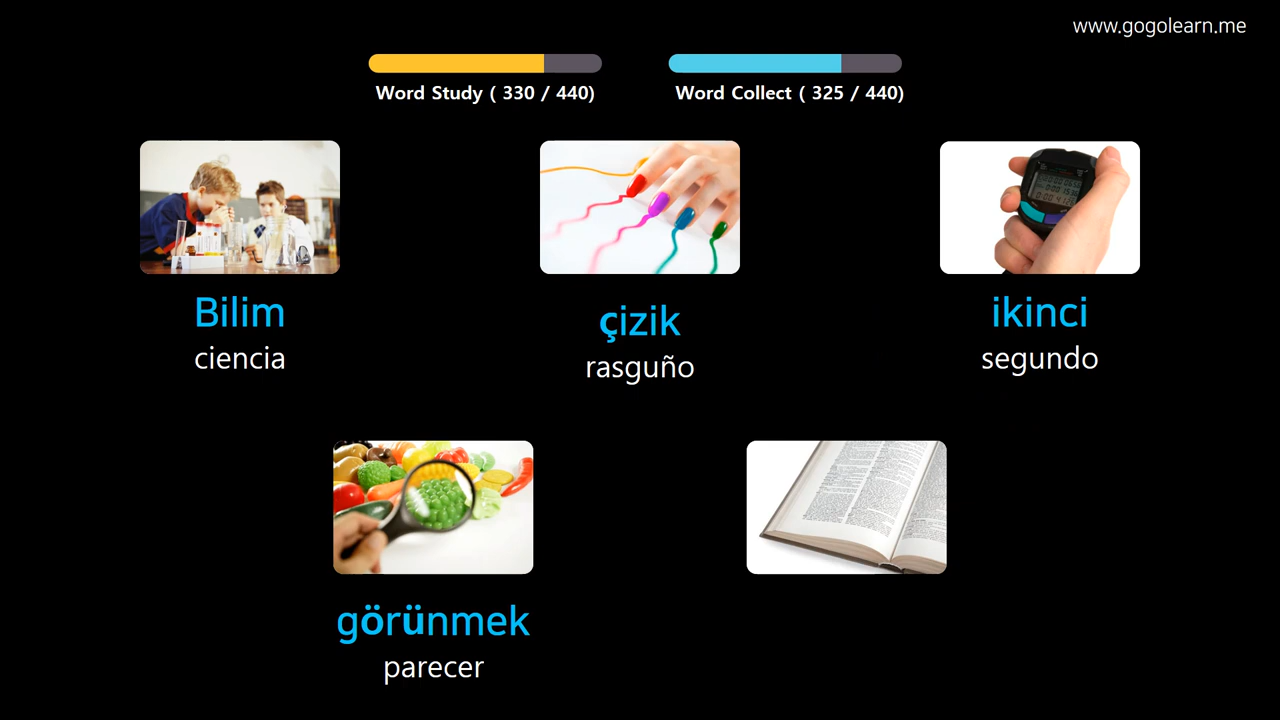 www.gogolearn.me
Word Study ( 330 / 440)
Word Collect ( 325 / 440)
Bilim
ciencia
çizik
rasguño
ikinci
segundo
görünmek
parecer